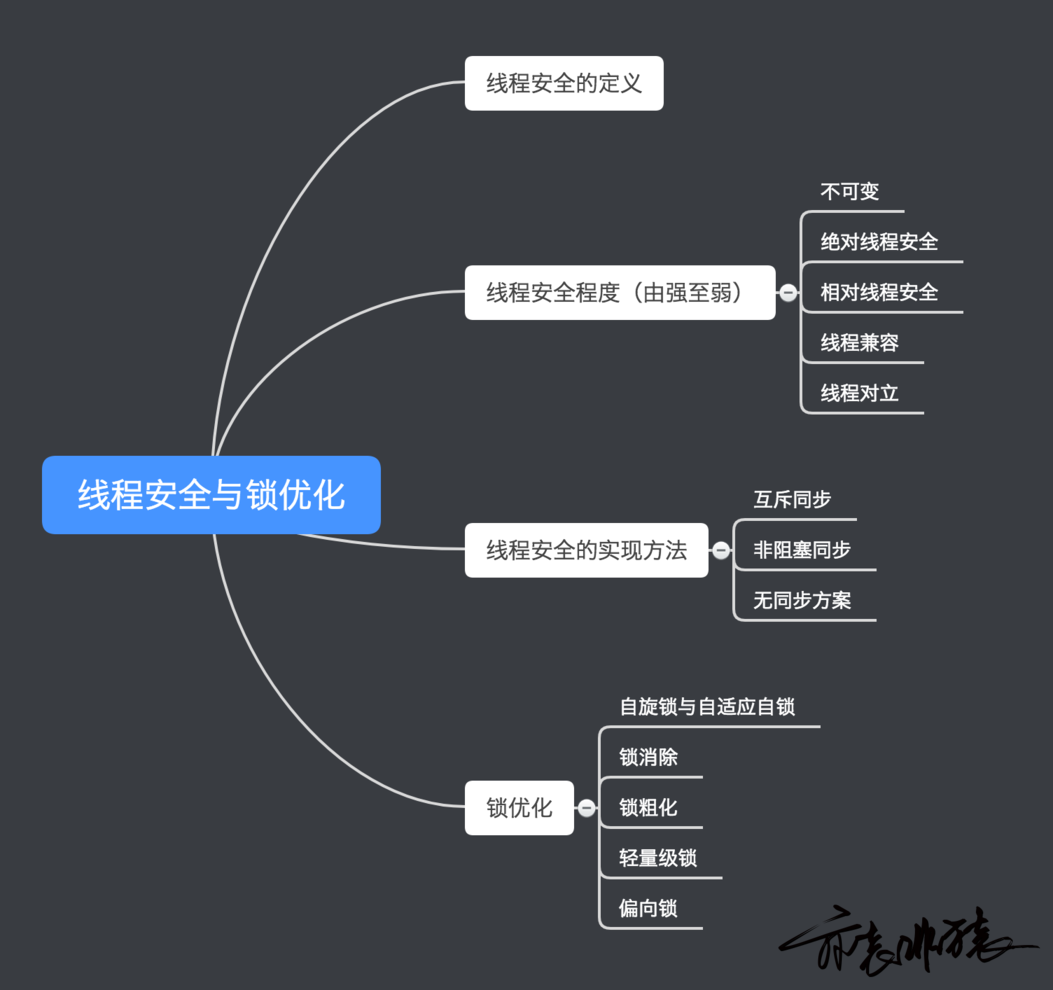 线程安全的定义
不可变
绝对线程安全
线程安全程度（由强至弱）
相对线程安全
线程兼容
线程对立
线程安全与锁优化
互斥同步
线程安全的实现方法
非阻塞同步
无同步方案
自旋锁与自适应自锁
锁消除
锁优化
锁粗化
轻量级锁
偏向锁